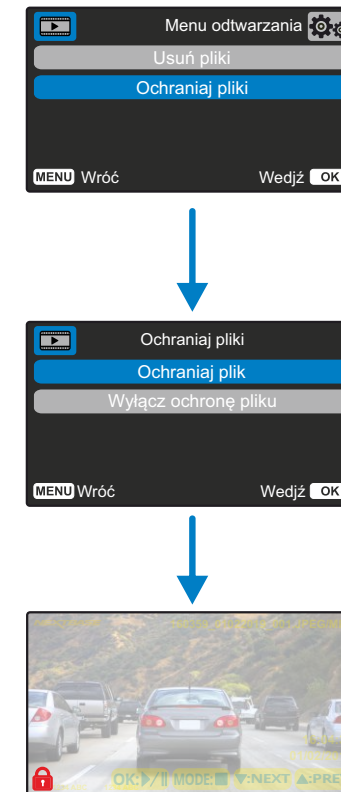 Menu odtwarzania
Usuń pliki
Ochraniaj pliki
MENU Wróć Wedjź OK
Ochraniaj pliki
Ochraniaj plik
Wyłącz ochronę pliku
MENU Wróć Wedjź OK
OK:▶/|| MODE:■ ▼:NEXT ▲:PRE